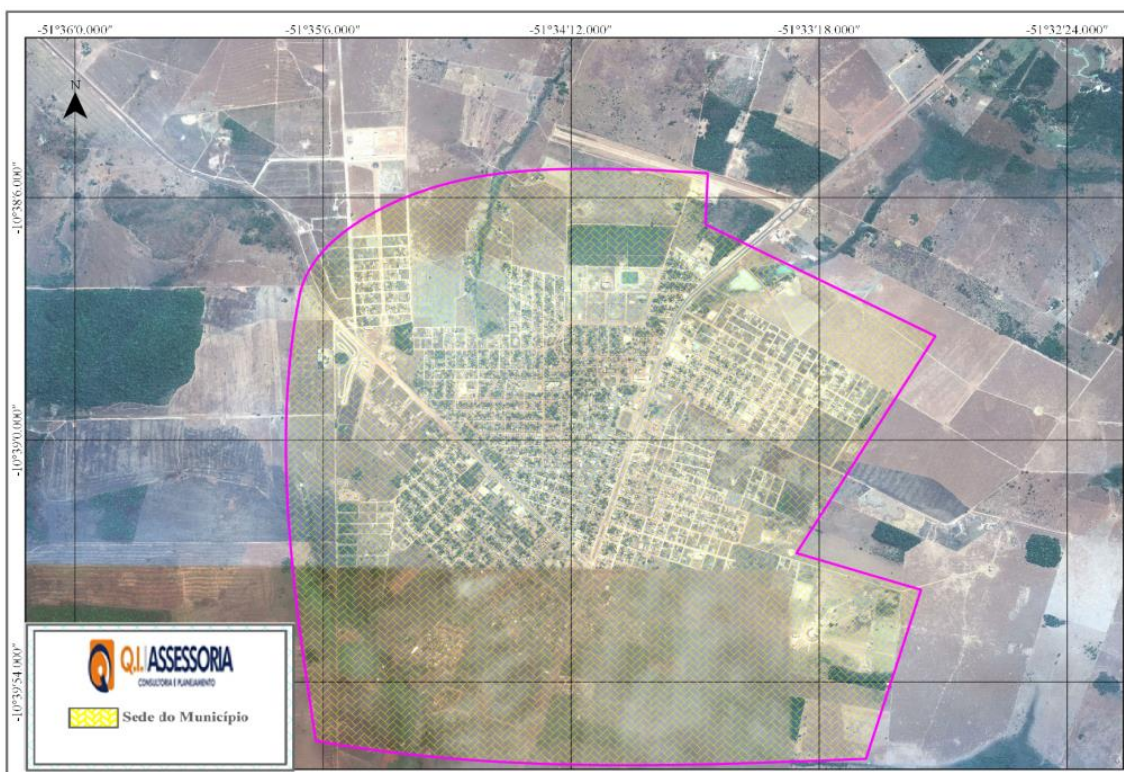 -51°36'0.000" -51°35'6.000" -51°34'12.000" -51°33'18.000" -51°32'24.000"
N
-10°38'6.000"
-10°39'0.000"
-10°39'54.000"
Q.I. ASSESSORIA
CONSULTORIA E PLANEJAMENTO
Sede do Município